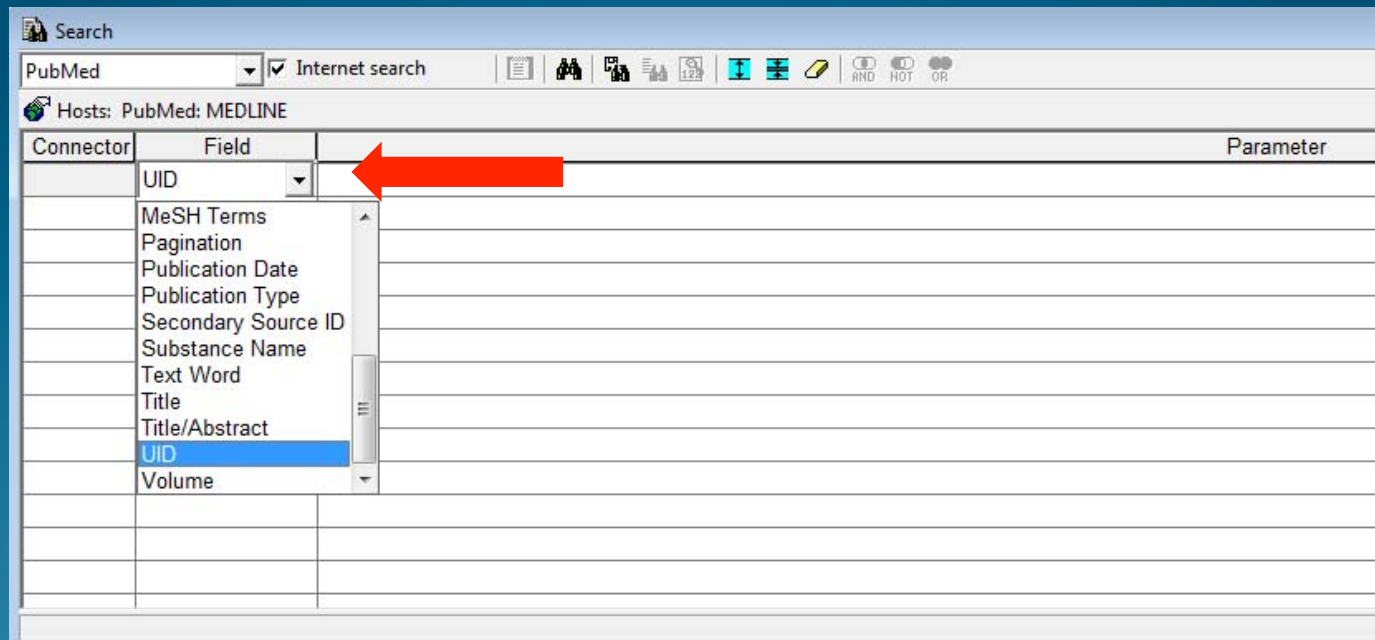 Search
PubMed Internet search AND NOT OR
Hosts: PubMed: MEDLINE
Connector Field Parameter
UID
MeSH Terms
Pagination
Publication Date
Publication Type
Secondary Source ID
Substance Name
Text Word
Title
Title/Abstract
UID
Volume